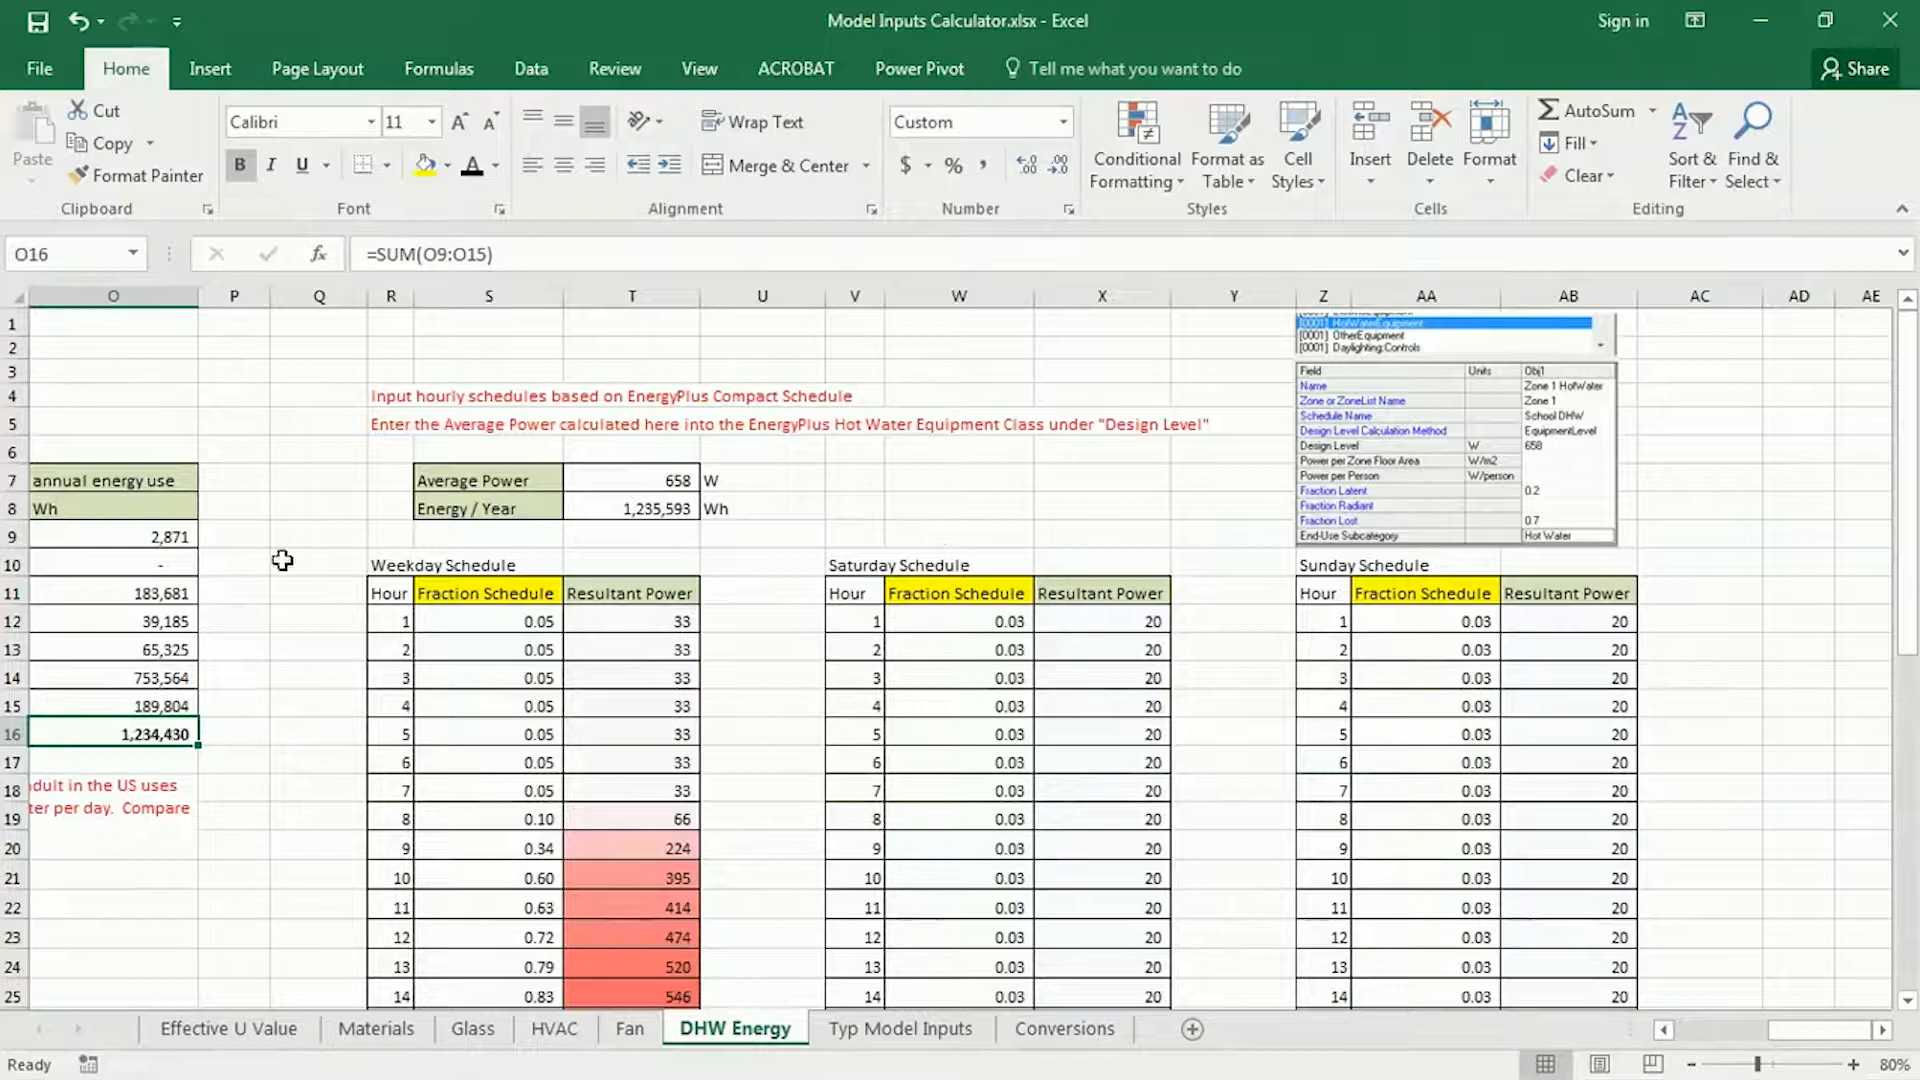 Model Inputs Calculator.xlsx - Excel
Sign in
File Home Insert Page Layout Formulas Data Review View ACROBAT Power Pivot Tell me what you want to do Share
Paste
Cut
Copy
Format Painter
Clipboard
Calibri 11
B I U
Font
Wrap Text
Merge & Center
Alignment
Custom
$ % ,
Number
Conditional Formatting
Format as Table
Cell Styles
Styles
Insert Delete Format
Cells
AutoSum
Fill
Clear
Sort & Filter
Find & Select
Editing
O16 fx =SUM(O9:O15)
O P Q R S T U V W X Y Z AA AB AC AD AE
1
2
3
4 Input hourly schedules based on EnergyPlus Compact Schedule
5 Enter the Average Power calculated here into the EnergyPlus Hot Water Equipment Class under "Design Level"
6
[0001] HotWaterEquipment
[0001] OtherEquipment
[0001] Daylighting:Controls
Field Units Obj1
Name Zone 1 HotWater
Zone or ZoneList Name Zone 1
Schedule Name School DHW
Design Level Calculation Method EquipmentLevel
Design Level W 658
Power per Zone Floor Area W/m2
Power per Person W/person
Fraction Latent 0.2
Fraction Radiant
Fraction Lost 0.7
End-Use Subcategory Hot Water
7 annual energy use Average Power 658 W
8 Wh Energy / Year 1,235,593 Wh
9 2,871
10 - Weekday Schedule Saturday Schedule Sunday Schedule
11 183,681 Hour Fraction Schedule Resultant Power Hour Fraction Schedule Resultant Power Hour Fraction Schedule Resultant Power
12 39,185 1 0.05 33 1 0.03 20 1 0.03 20
13 65,325 2 0.05 33 2 0.03 20 2 0.03 20
14 753,564 3 0.05 33 3 0.03 20 3 0.03 20
15 189,804 4 0.05 33 4 0.03 20 4 0.03 20
16 1,234,430 5 0.05 33 5 0.03 20 5 0.03 20
17 6 0.05 33 6 0.03 20 6 0.03 20
18 dult in the US uses 7 0.05 33 7 0.03 20 7 0.03 20
19 ter per day. Compare 8 0.10 66 8 0.03 20 8 0.03 20
20 9 0.34 224 9 0.03 20 9 0.03 20
21 10 0.60 395 10 0.03 20 10 0.03 20
22 11 0.63 414 11 0.03 20 11 0.03 20
23 12 0.72 474 12 0.03 20 12 0.03 20
24 13 0.79 520 13 0.03 20 13 0.03 20
25 14 0.83 546 14 0.03 20 14 0.03 20
Effective U Value Materials Glass HVAC Fan DHW Energy Typ Model Inputs Conversions
Ready 80%